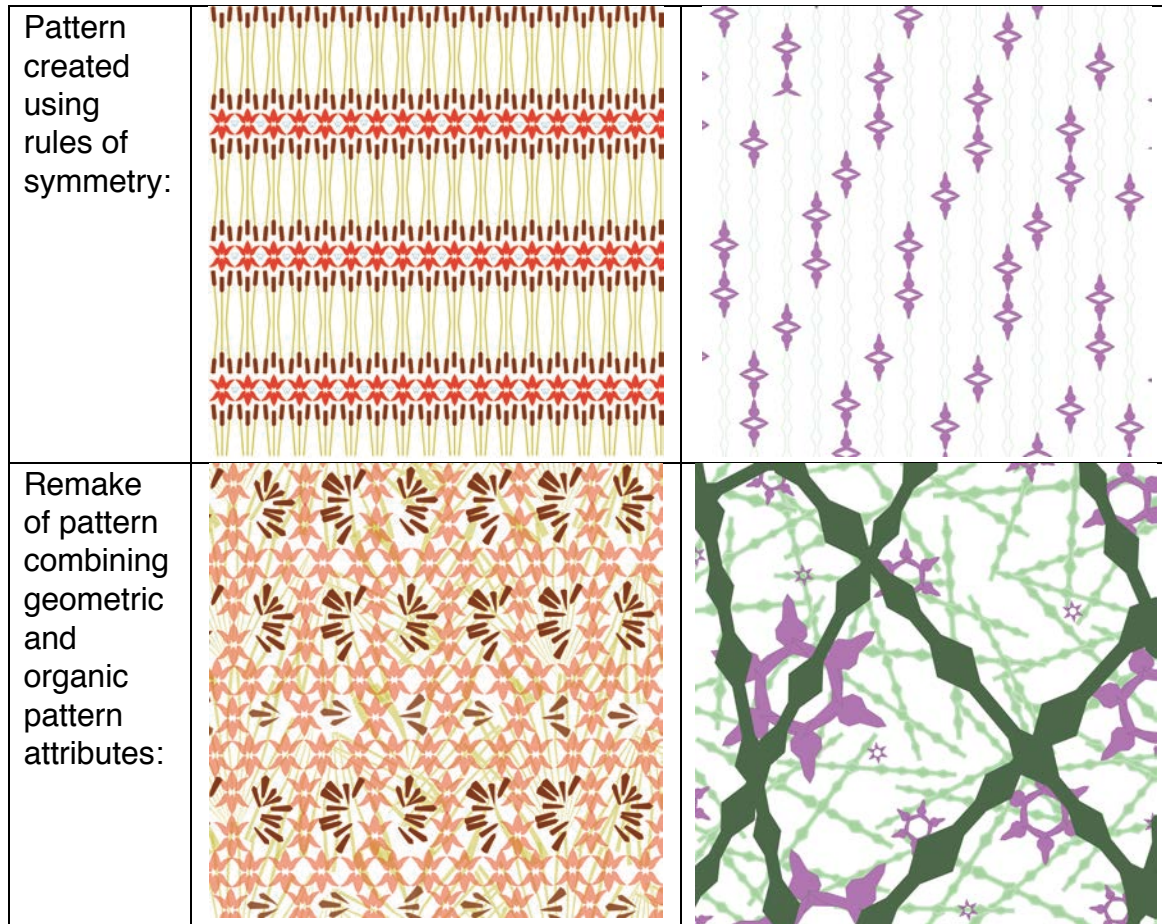 Pattern
created
using
rules of
symmetry:
Remake
of pattern
combining
geometric
and
organic
pattern
attributes: